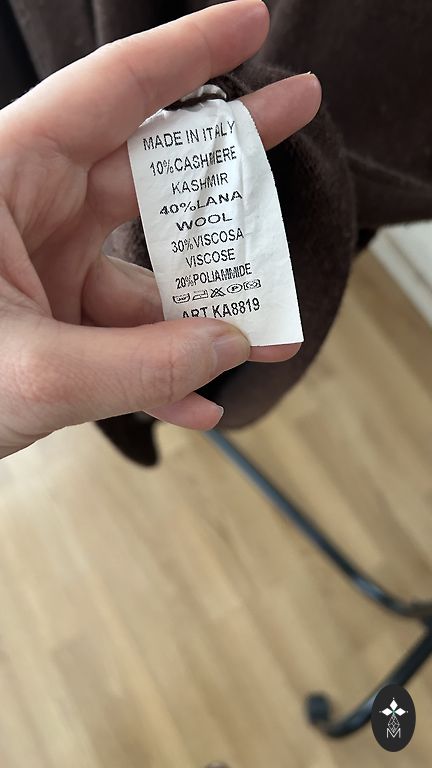 MADE IN ITALY
10%CASHMERE
KASHMIR
40%LANA
WOOL
30%VISCOSA
VISCOSE
20%POLIAMMIDE
P
ART KA8819
M